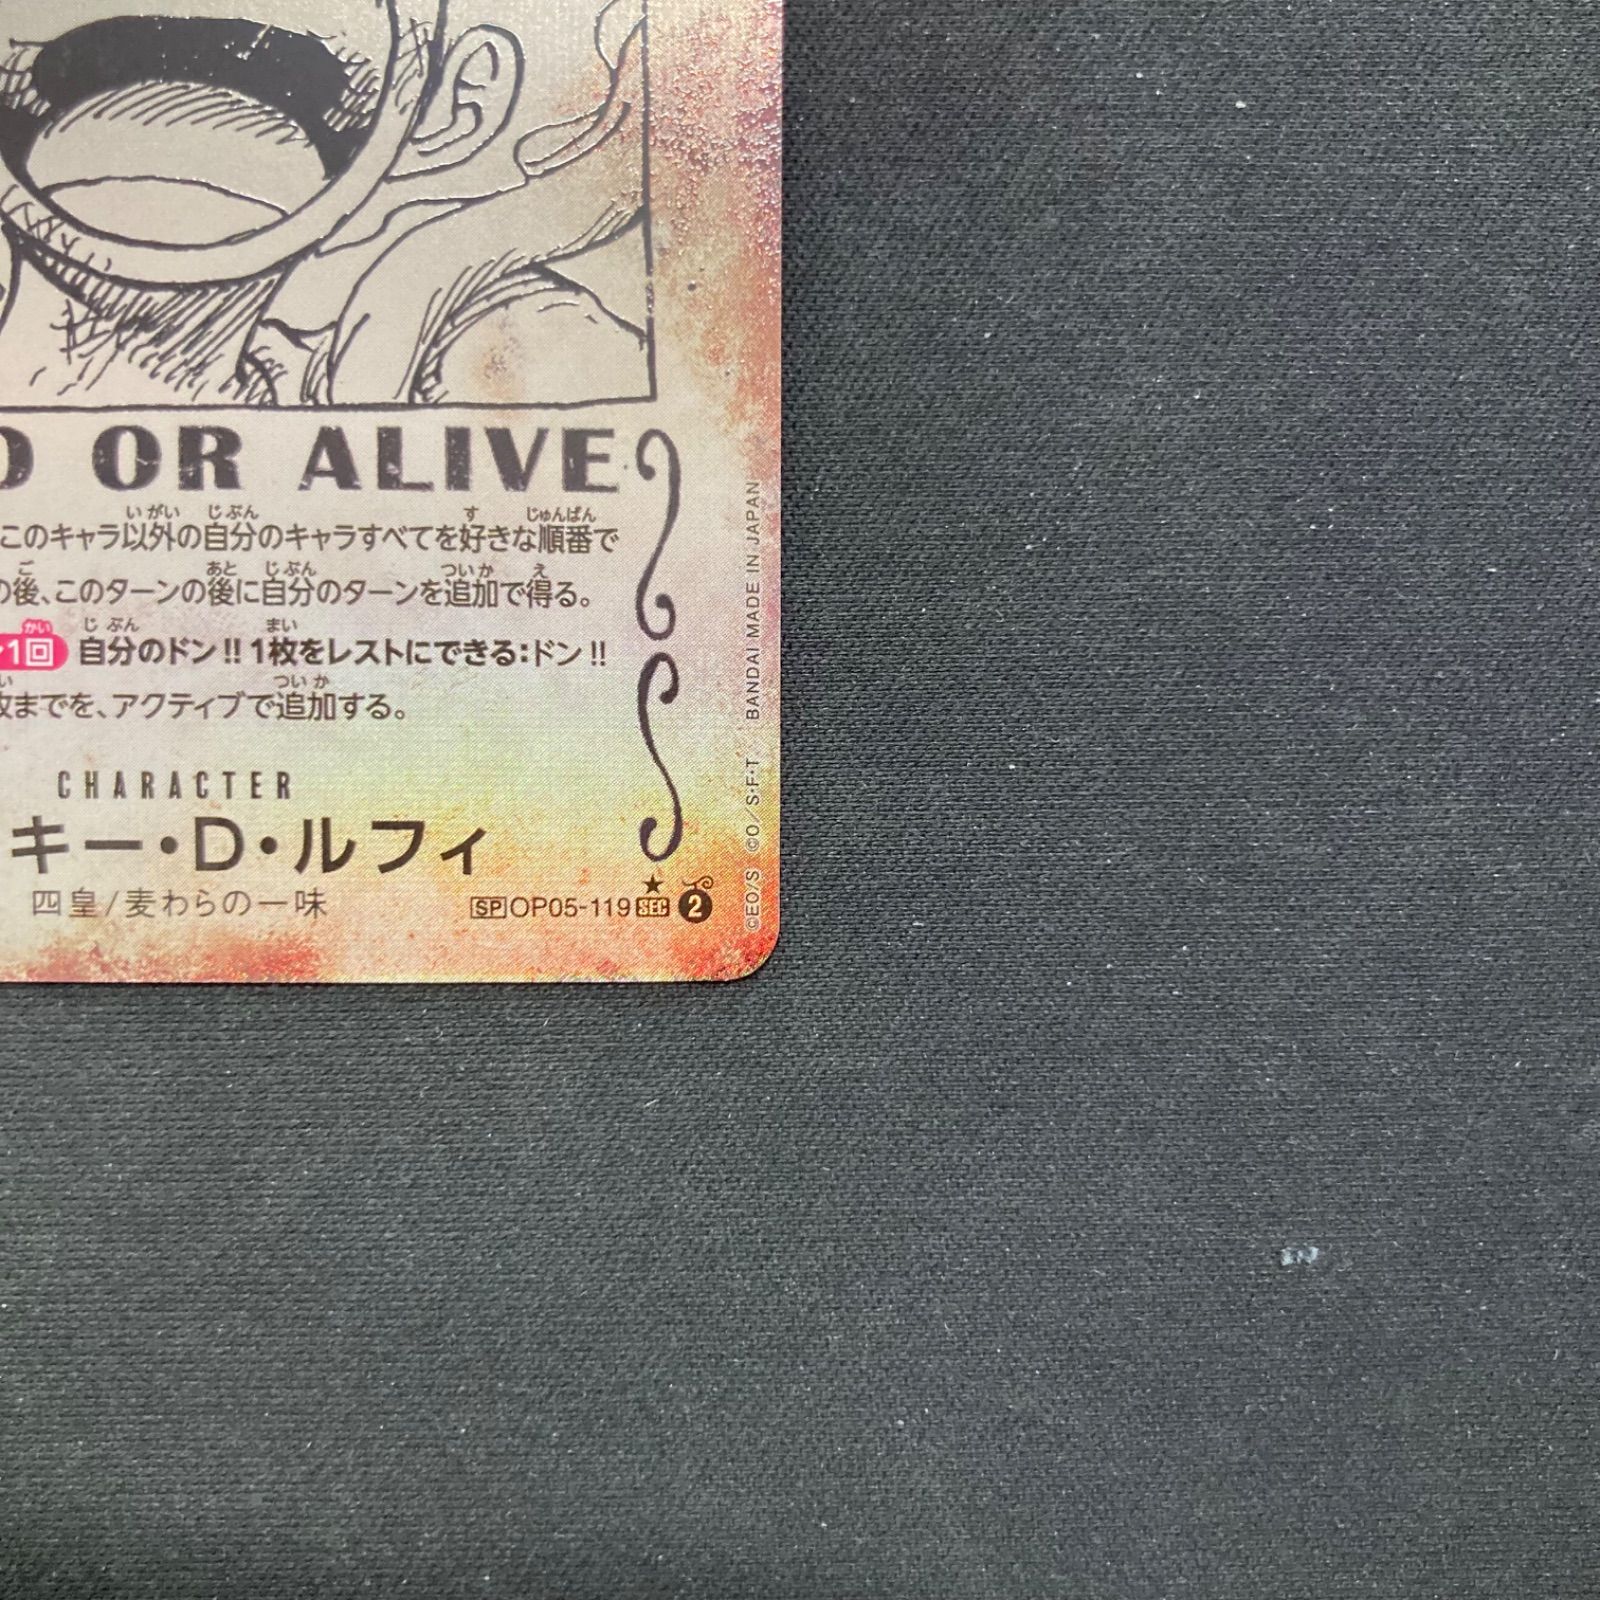 D OR ALIVE
このキャラ以外の自分のキャラすべてを好きな順番で
の後、このターンの後に自分のターンを追加で得る。
1回 自分のドン!!1枚をレストにできる:ドン!!
枚までを、アクティブで追加する。
CHARACTER
キー・D・ルフィ
四皇/麦わらの一味
SP OP05-119 SEC 2
©EO/S ©O/S・F・T BANDAI MADE IN JAPAN